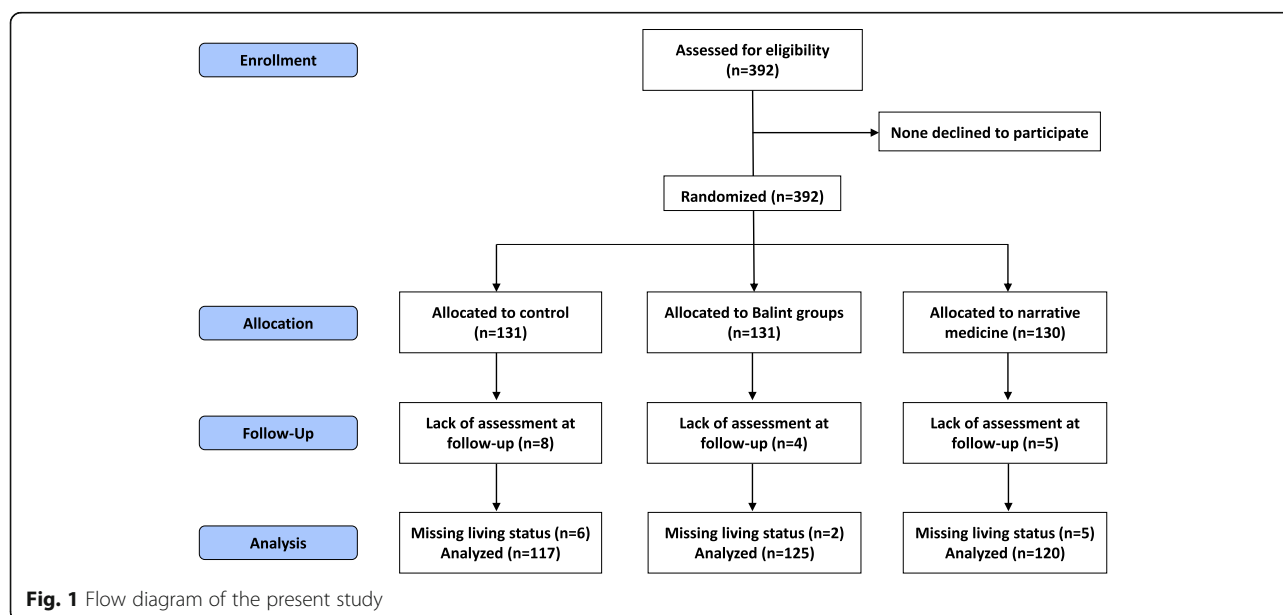 Enrollment
Assessed for eligibility
(n=392)
None declined to participate
Randomized (n=392)
Allocation
Allocated to control
(n=131)
Allocated to Balint groups
(n=131)
Allocated to narrative
medicine (n=130)
Follow-Up
Lack of assessment at
follow-up (n=8)
Lack of assessment at
follow-up (n=4)
Lack of assessment at
follow-up (n=5)
Analysis
Missing living status (n=6)
Analyzed (n=117)
Missing living status (n=2)
Analyzed (n=125)
Missing living status (n=5)
Analyzed (n=120)
Fig. 1 Flow diagram of the present study